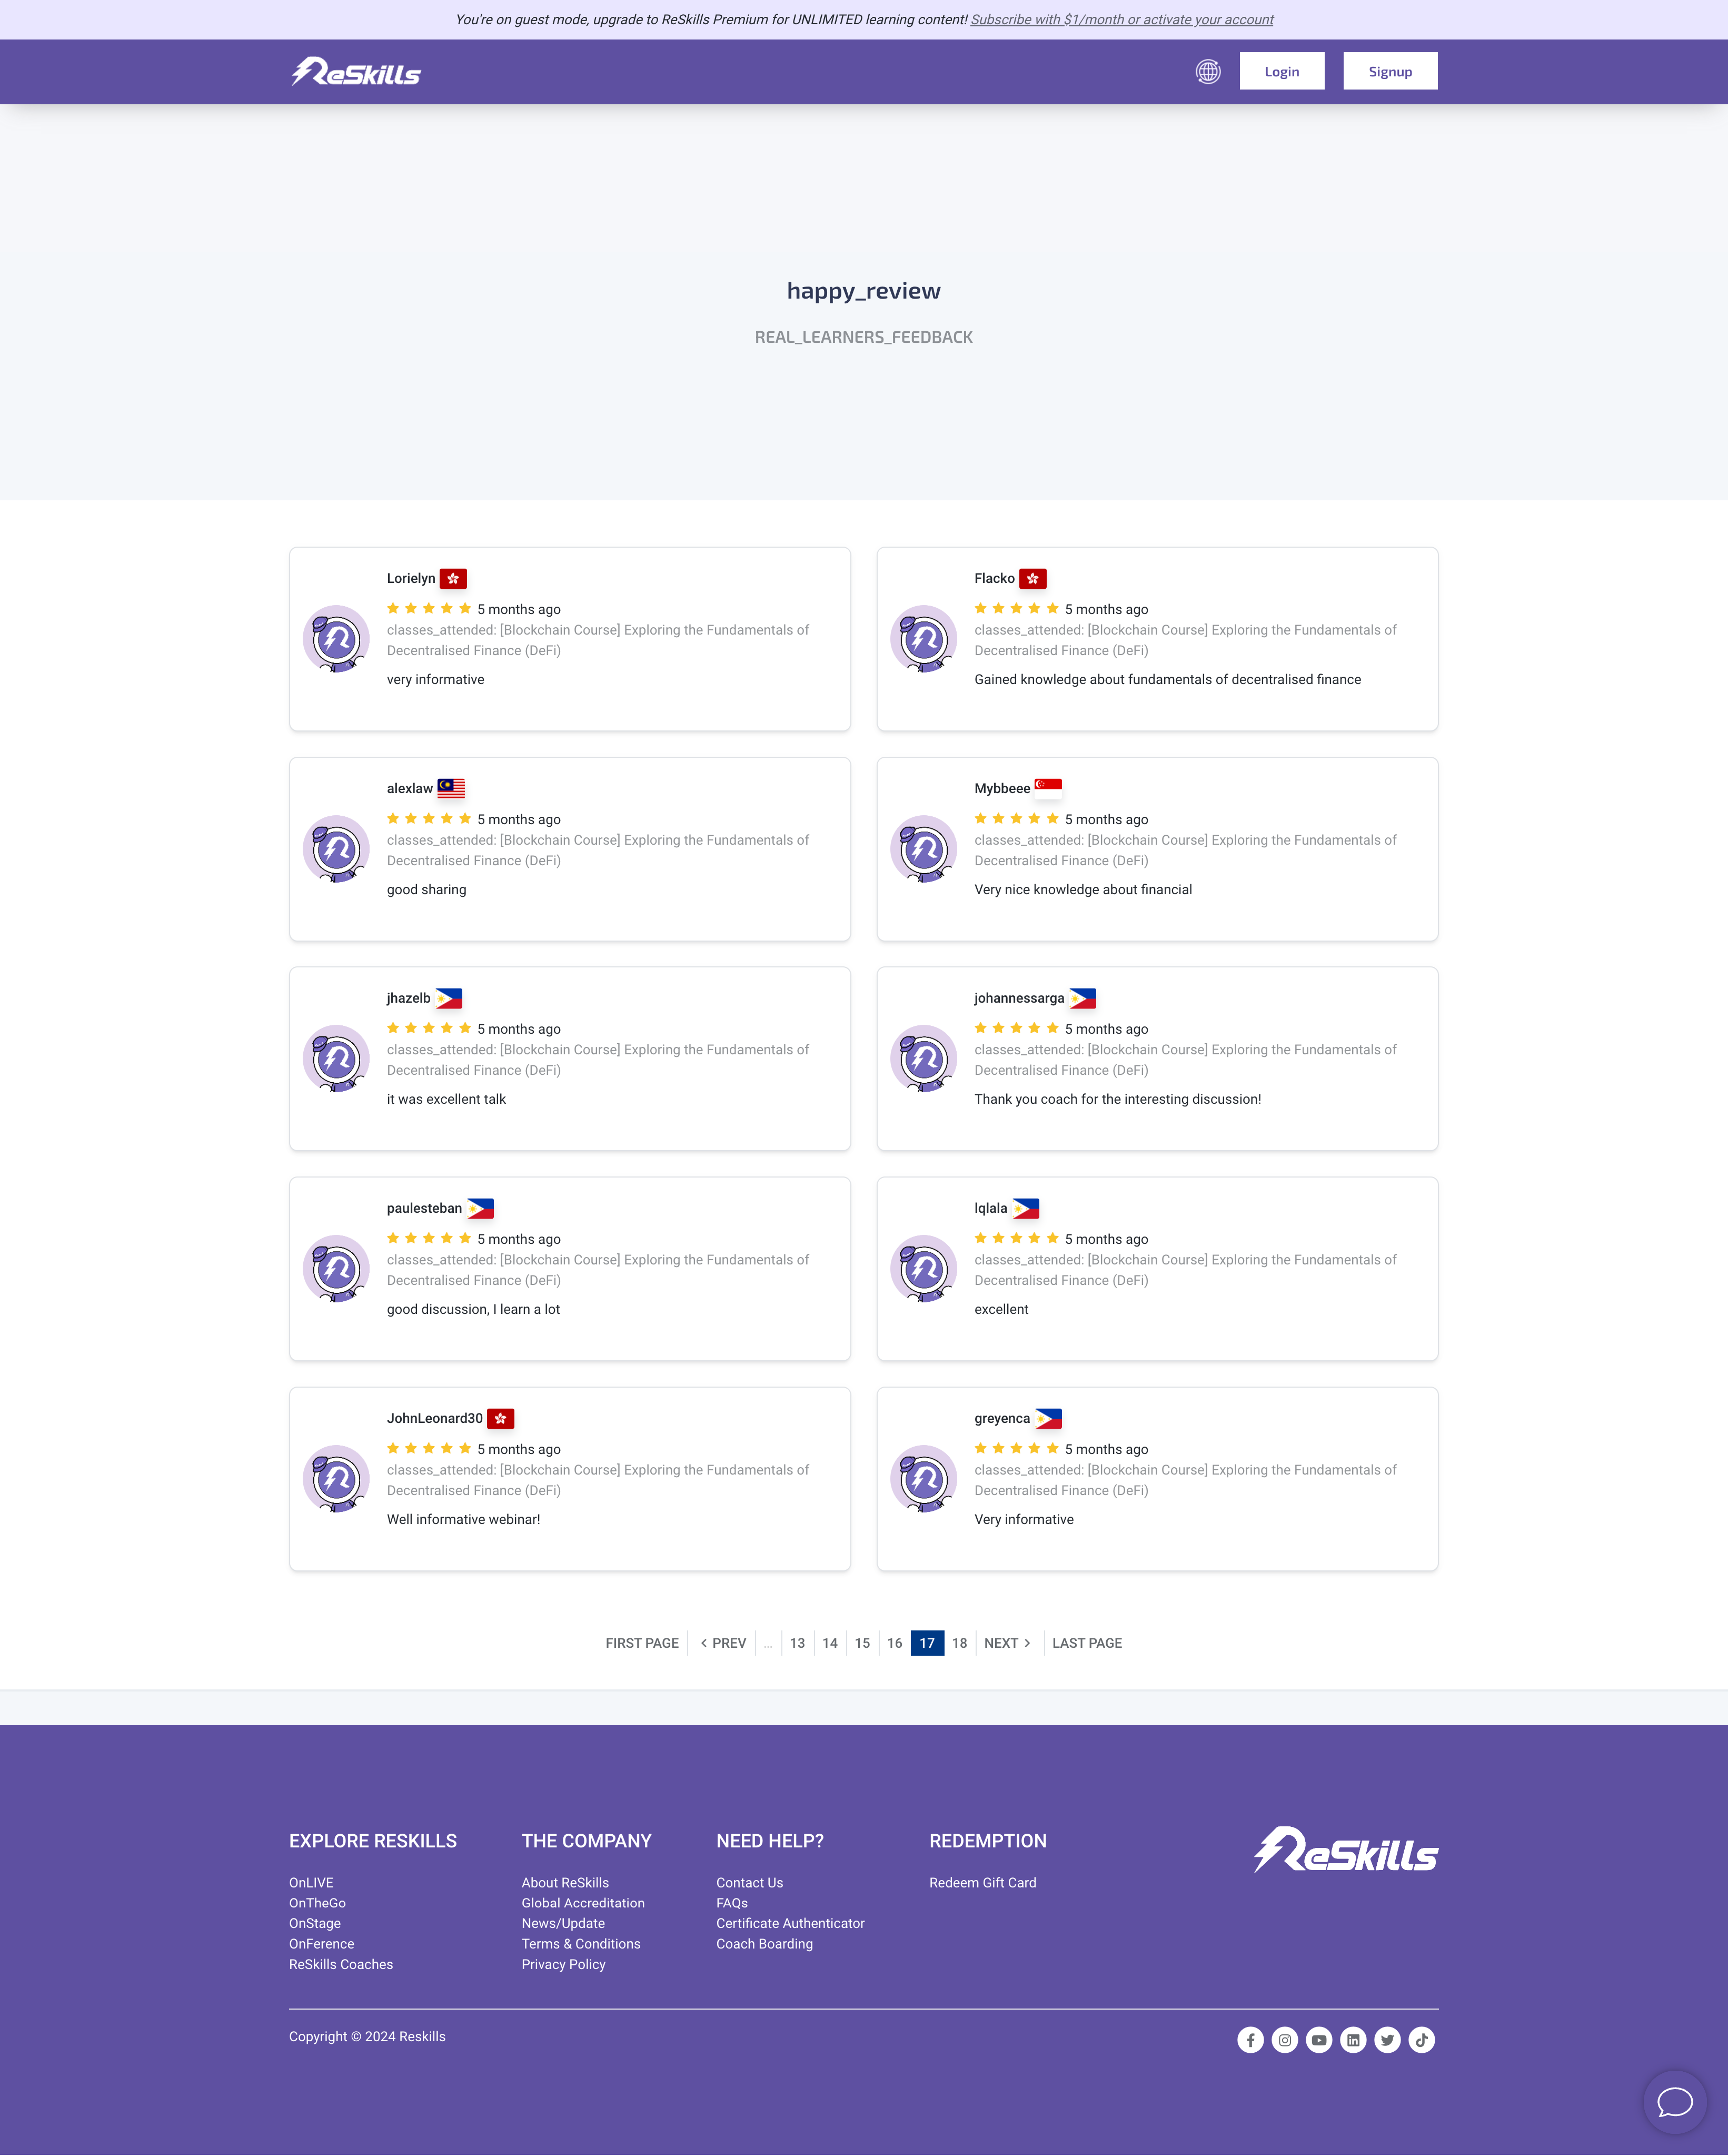 You're on guest mode, upgrade to ReSkills Premium for UNLIMITED learning content! Subscribe with $1/month or activate your account
ReSkills
Login
Signup
happy_review
REAL_LEARNERS_FEEDBACK
Lorielyn
5 months ago
classes_attended: [Blockchain Course] Exploring the Fundamentals of
Decentralised Finance (DeFi)
very informative
Flacko
5 months ago
classes_attended: [Blockchain Course] Exploring the Fundamentals of
Decentralised Finance (DeFi)
Gained knowledge about fundamentals of decentralised finance
alexlaw
5 months ago
classes_attended: [Blockchain Course] Exploring the Fundamentals of
Decentralised Finance (DeFi)
good sharing
Mybbeee
5 months ago
classes_attended: [Blockchain Course] Exploring the Fundamentals of
Decentralised Finance (DeFi)
Very nice knowledge about financial
jhazelb
5 months ago
classes_attended: [Blockchain Course] Exploring the Fundamentals of
Decentralised Finance (DeFi)
it was excellent talk
johannessarga
5 months ago
classes_attended: [Blockchain Course] Exploring the Fundamentals of
Decentralised Finance (DeFi)
Thank you coach for the interesting discussion!
paulesteban
5 months ago
classes_attended: [Blockchain Course] Exploring the Fundamentals of
Decentralised Finance (DeFi)
good discussion, I learn a lot
lqlala
5 months ago
classes_attended: [Blockchain Course] Exploring the Fundamentals of
Decentralised Finance (DeFi)
excellent
JohnLeonard30
5 months ago
classes_attended: [Blockchain Course] Exploring the Fundamentals of
Decentralised Finance (DeFi)
Well informative webinar!
greyenca
5 months ago
classes_attended: [Blockchain Course] Exploring the Fundamentals of
Decentralised Finance (DeFi)
Very informative
FIRST PAGE PREV ... 13 14 15 16 17 18 NEXT LAST PAGE
EXPLORE RESKILLS
OnLIVE
OnTheGo
OnStage
OnFerence
ReSkills Coaches
THE COMPANY
About ReSkills
Global Accreditation
News/Update
Terms & Conditions
Privacy Policy
NEED HELP?
Contact Us
FAQs
Certificate Authenticator
Coach Boarding
REDEMPTION
Redeem Gift Card
ReSkills
Copyright © 2024 Reskills